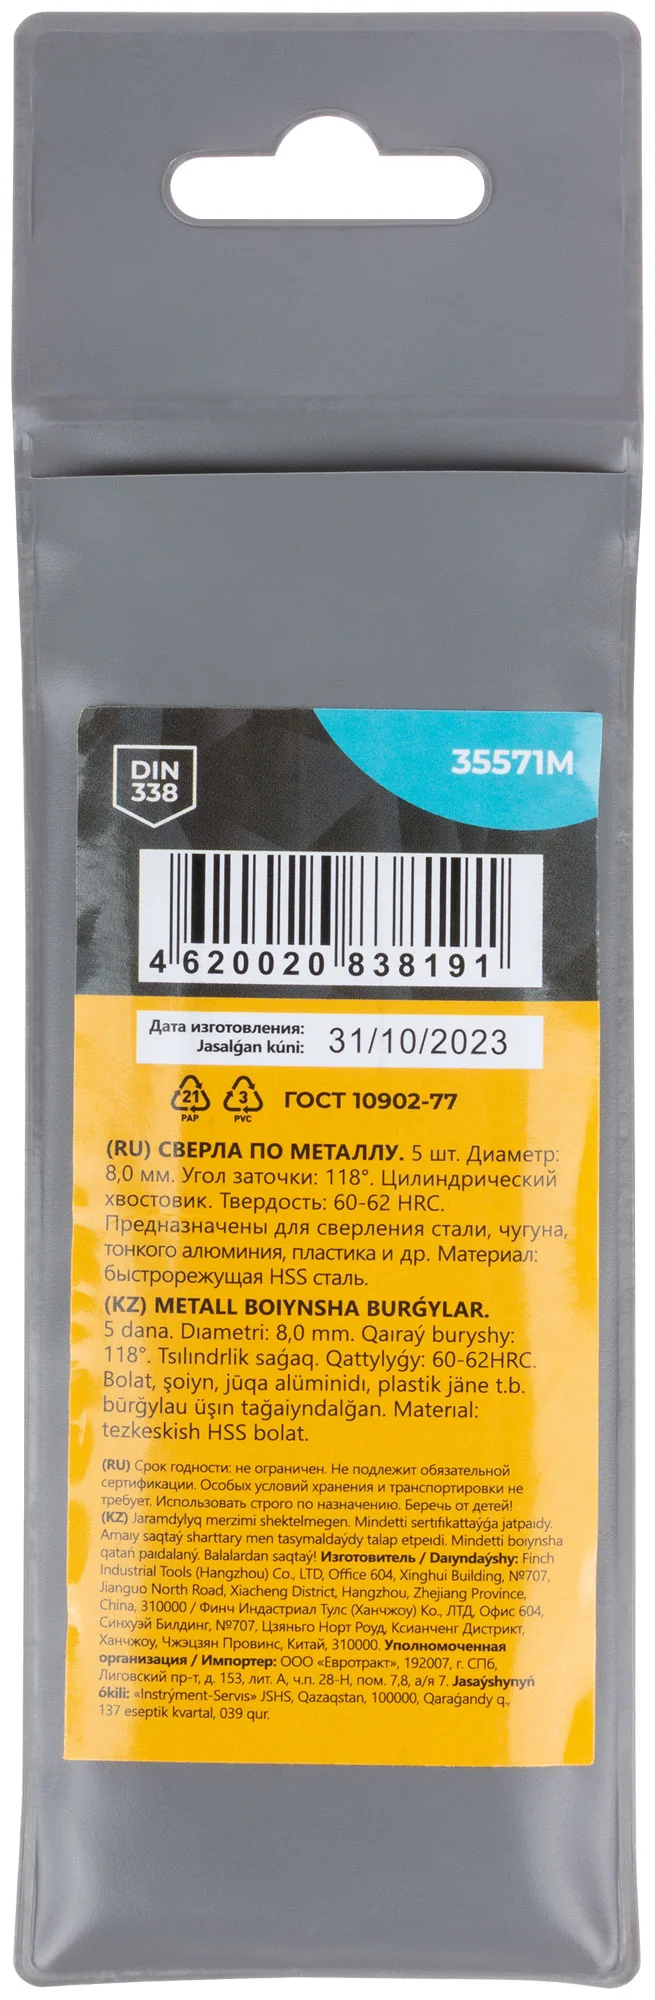 DIN
338
35571М
4 620020 838191
Дата изготовления:
Jasalǵan kúni:
31/10/2023
21
PAP
3
PVC
ГОСТ 10902-77
(RU) СВЕРЛА ПО МЕТАЛЛУ. 5 шт. Диаметр:
8,0 мм. Угол заточки: 118°. Цилиндрический
хвостовик. Твердость: 60-62 HRC.
Предназначены для сверления стали, чугуна,
тонкого алюминия, пластика и др. Материал:
быстрорежущая HSS сталь.
(KZ) METALL BOIYNSHA BURǴYLAR.
5 dana. Dıametri: 8,0 mm. Qaıraý buryshy:
118°. Tsılındrlik saǵaq. Qattylyǵy: 60-62HRC.
Bolat, şoiyn, jūqa alüminidı, plastik jäne t.b.
būrğylau üşın tağaiyndalğan. Materıal:
tezkeskish HSS bolat.
(RU) Срок годности: не ограничен. Не подлежит обязательной
сертификации. Особых условий хранения и транспортировки не
требует. Использовать строго по назначению. Беречь от детей!
(KZ) Jaramdylyq merzimi shektelmegen. Mindetti sertıfıkattaýǵa jatpaıdy.
Arnaıy saqtaý sharttary men tasymaldaýdy talap etpeıdi. Mindetti boıynsha
qatań paıdalaný. Balalardan saqtaý! Изготовитель / Daıyndaýshy: Finch
Industrial Tools (Hangzhou) Co., LTD, Office 604, Xinghui Building, №707,
Jianguo North Road, Xiacheng District, Hangzhou, Zhejiang Province,
China, 310000 / Финч Индастриал Тулс (Ханчжоу) Ко., ЛТД, Офис 604,
Синхуэй Билдинг, №707, Цзяньго Норт Роуд, Ксианченг Дистрикт,
Ханчжоу, Чжэцзян Провинс, Китай, 310000. Уполномоченная
организация / Импортер: ООО «Евротракт», 192007, г. СПб,
Лиговский пр-т, д. 153, лит. А, ч.п. 28-Н, пом. 7,8, а/я 7. Jasaýshynyń
ókili: «Instrýment-Servıs» JSHS, Qazaqstan, 100000, Qaraǵandy q.,
137 eseptik kvartal, 039 qur.